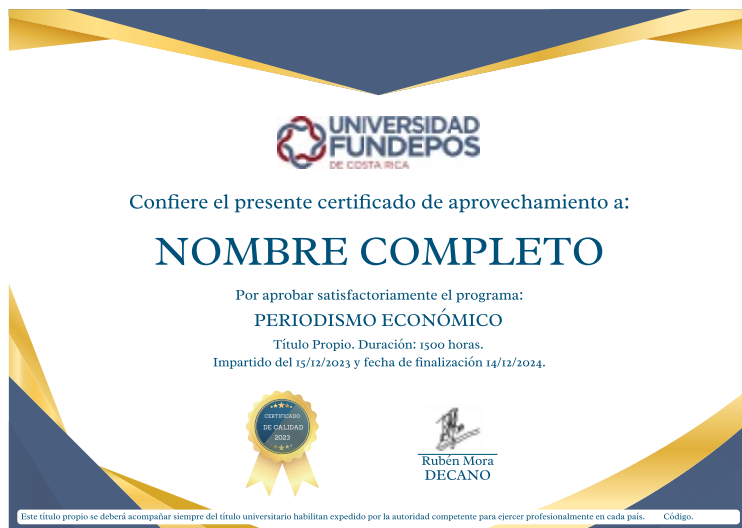 UNIVERSIDAD
FUNDEPOS
DE COSTA RICA
Confiere el presente certificado de aprovechamiento a:
NOMBRE COMPLETO
Por aprobar satisfactoriamente el programa:
PERIODISMO ECONÓMICO
Título Propio. Duración: 1500 horas.
Impartido del 15/12/2023 y fecha de finalización 14/12/2024.
CERTIFICADO
DE CALIDAD
2023
Rubén Mora
DECANO
Este título propio se deberá acompañar siempre del título universitario habilitan expedido por la autoridad competente para ejercer profesionalmente en cada país. Código.